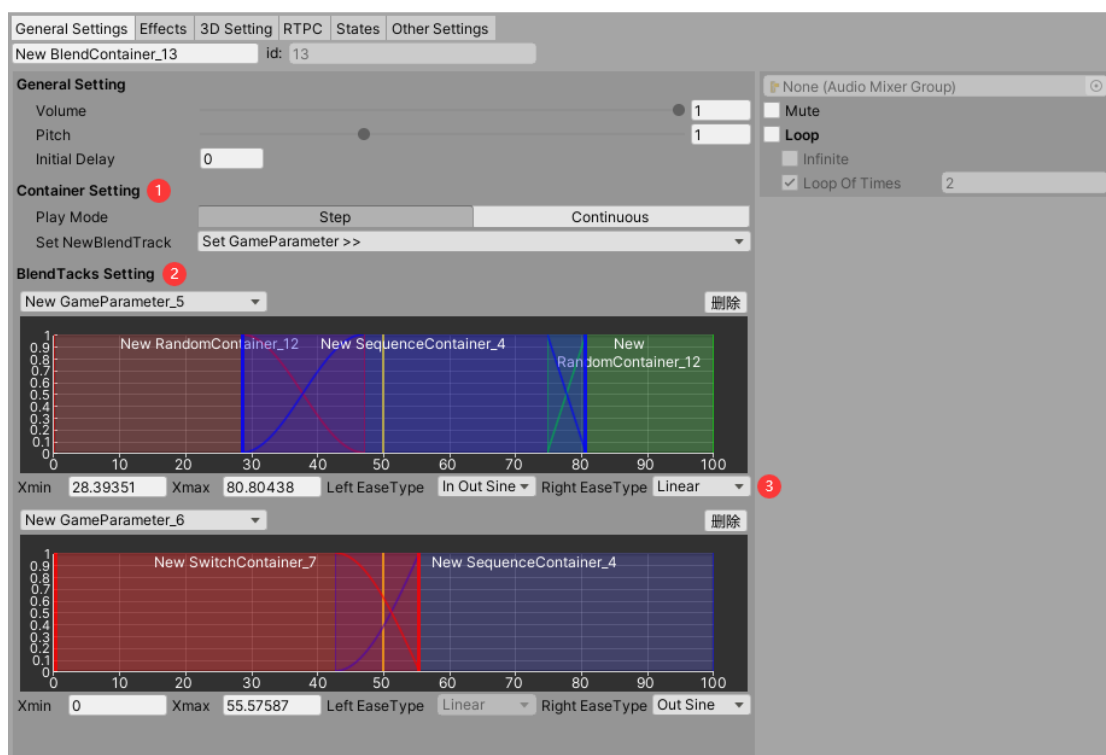 General Settings Effects 3D Setting RTPC States Other Settings
New BlendContainer_13 id: 13
General Setting
Volume 1
Pitch 1
Initial Delay 0
Container Setting 1
Play Mode Step Continuous
Set NewBlendTrack Set GameParameter >>
BlendTacks Setting 2
New GameParameter_5 删除
New RandomContainer_12 New SequenceContainer_4 New RandomContainer_12
1
0.9
0.8
0.7
0.6
0.5
0.4
0.3
0.2
0.1
0
0 10 20 30 40 50 60 70 80 90 100
Xmin 28.39351 Xmax 80.80438 Left EaseType In Out Sine Right EaseType Linear 3
New GameParameter_6 删除
New SwitchContainer_7 New SequenceContainer_4
1
0.9
0.8
0.7
0.6
0.5
0.4
0.3
0.2
0.1
0
0 10 20 30 40 50 60 70 80 90 100
Xmin 0 Xmax 55.57587 Left EaseType Linear Right EaseType Out Sine
None (Audio Mixer Group)
Mute
Loop
Infinite
Loop Of Times 2